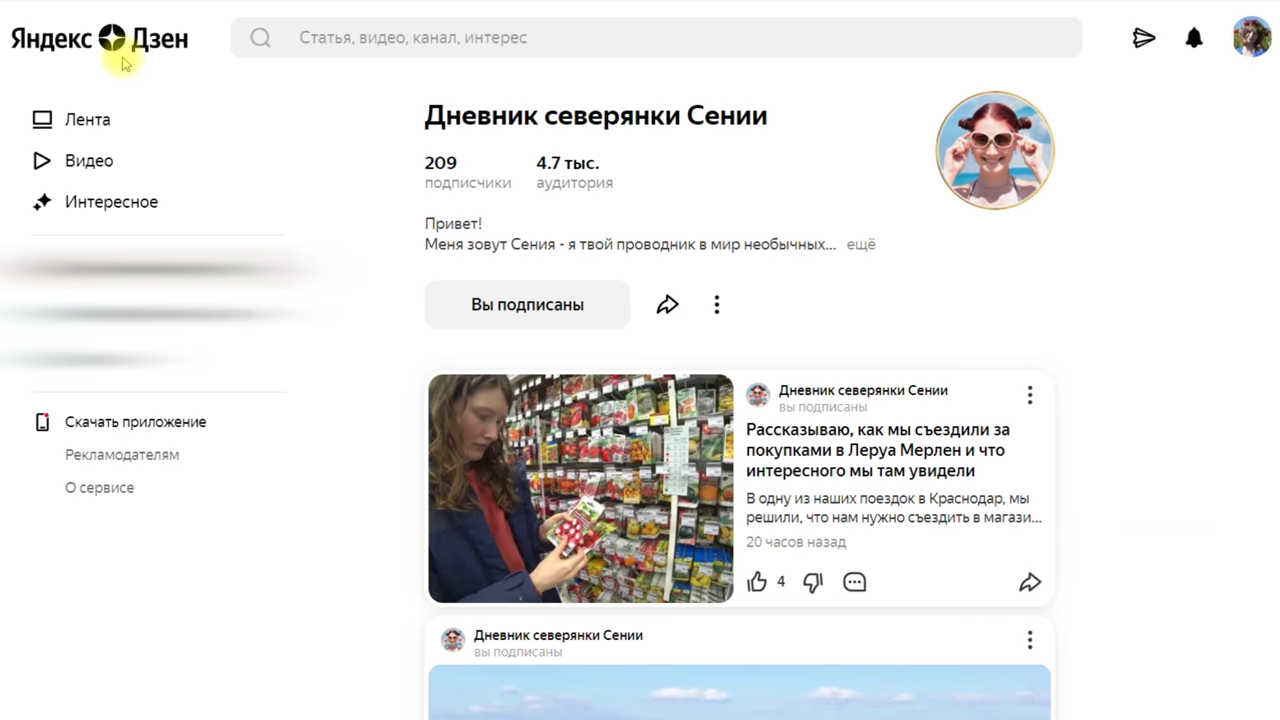 Яндекс Дзен
Статья, видео, канал, интерес
Лента
Видео
Интересное
Скачать приложение
Рекламодателям
О сервисе
Дневник северянки Сении
209
подписчики
4.7 тыс.
аудитория
Привет!
Меня зовут Сения - я твой проводник в мир необычных... ещё
Вы подписаны
Дневник северянки Сении
вы подписаны
Рассказываю, как мы съездили за
покупками в Леруа Мерлен и что
интересного мы там увидели
В одну из наших поездок в Краснодар, мы
решили, что нам нужно съездить в магази...
20 часов назад
4
Дневник северянки Сении
вы подписаны